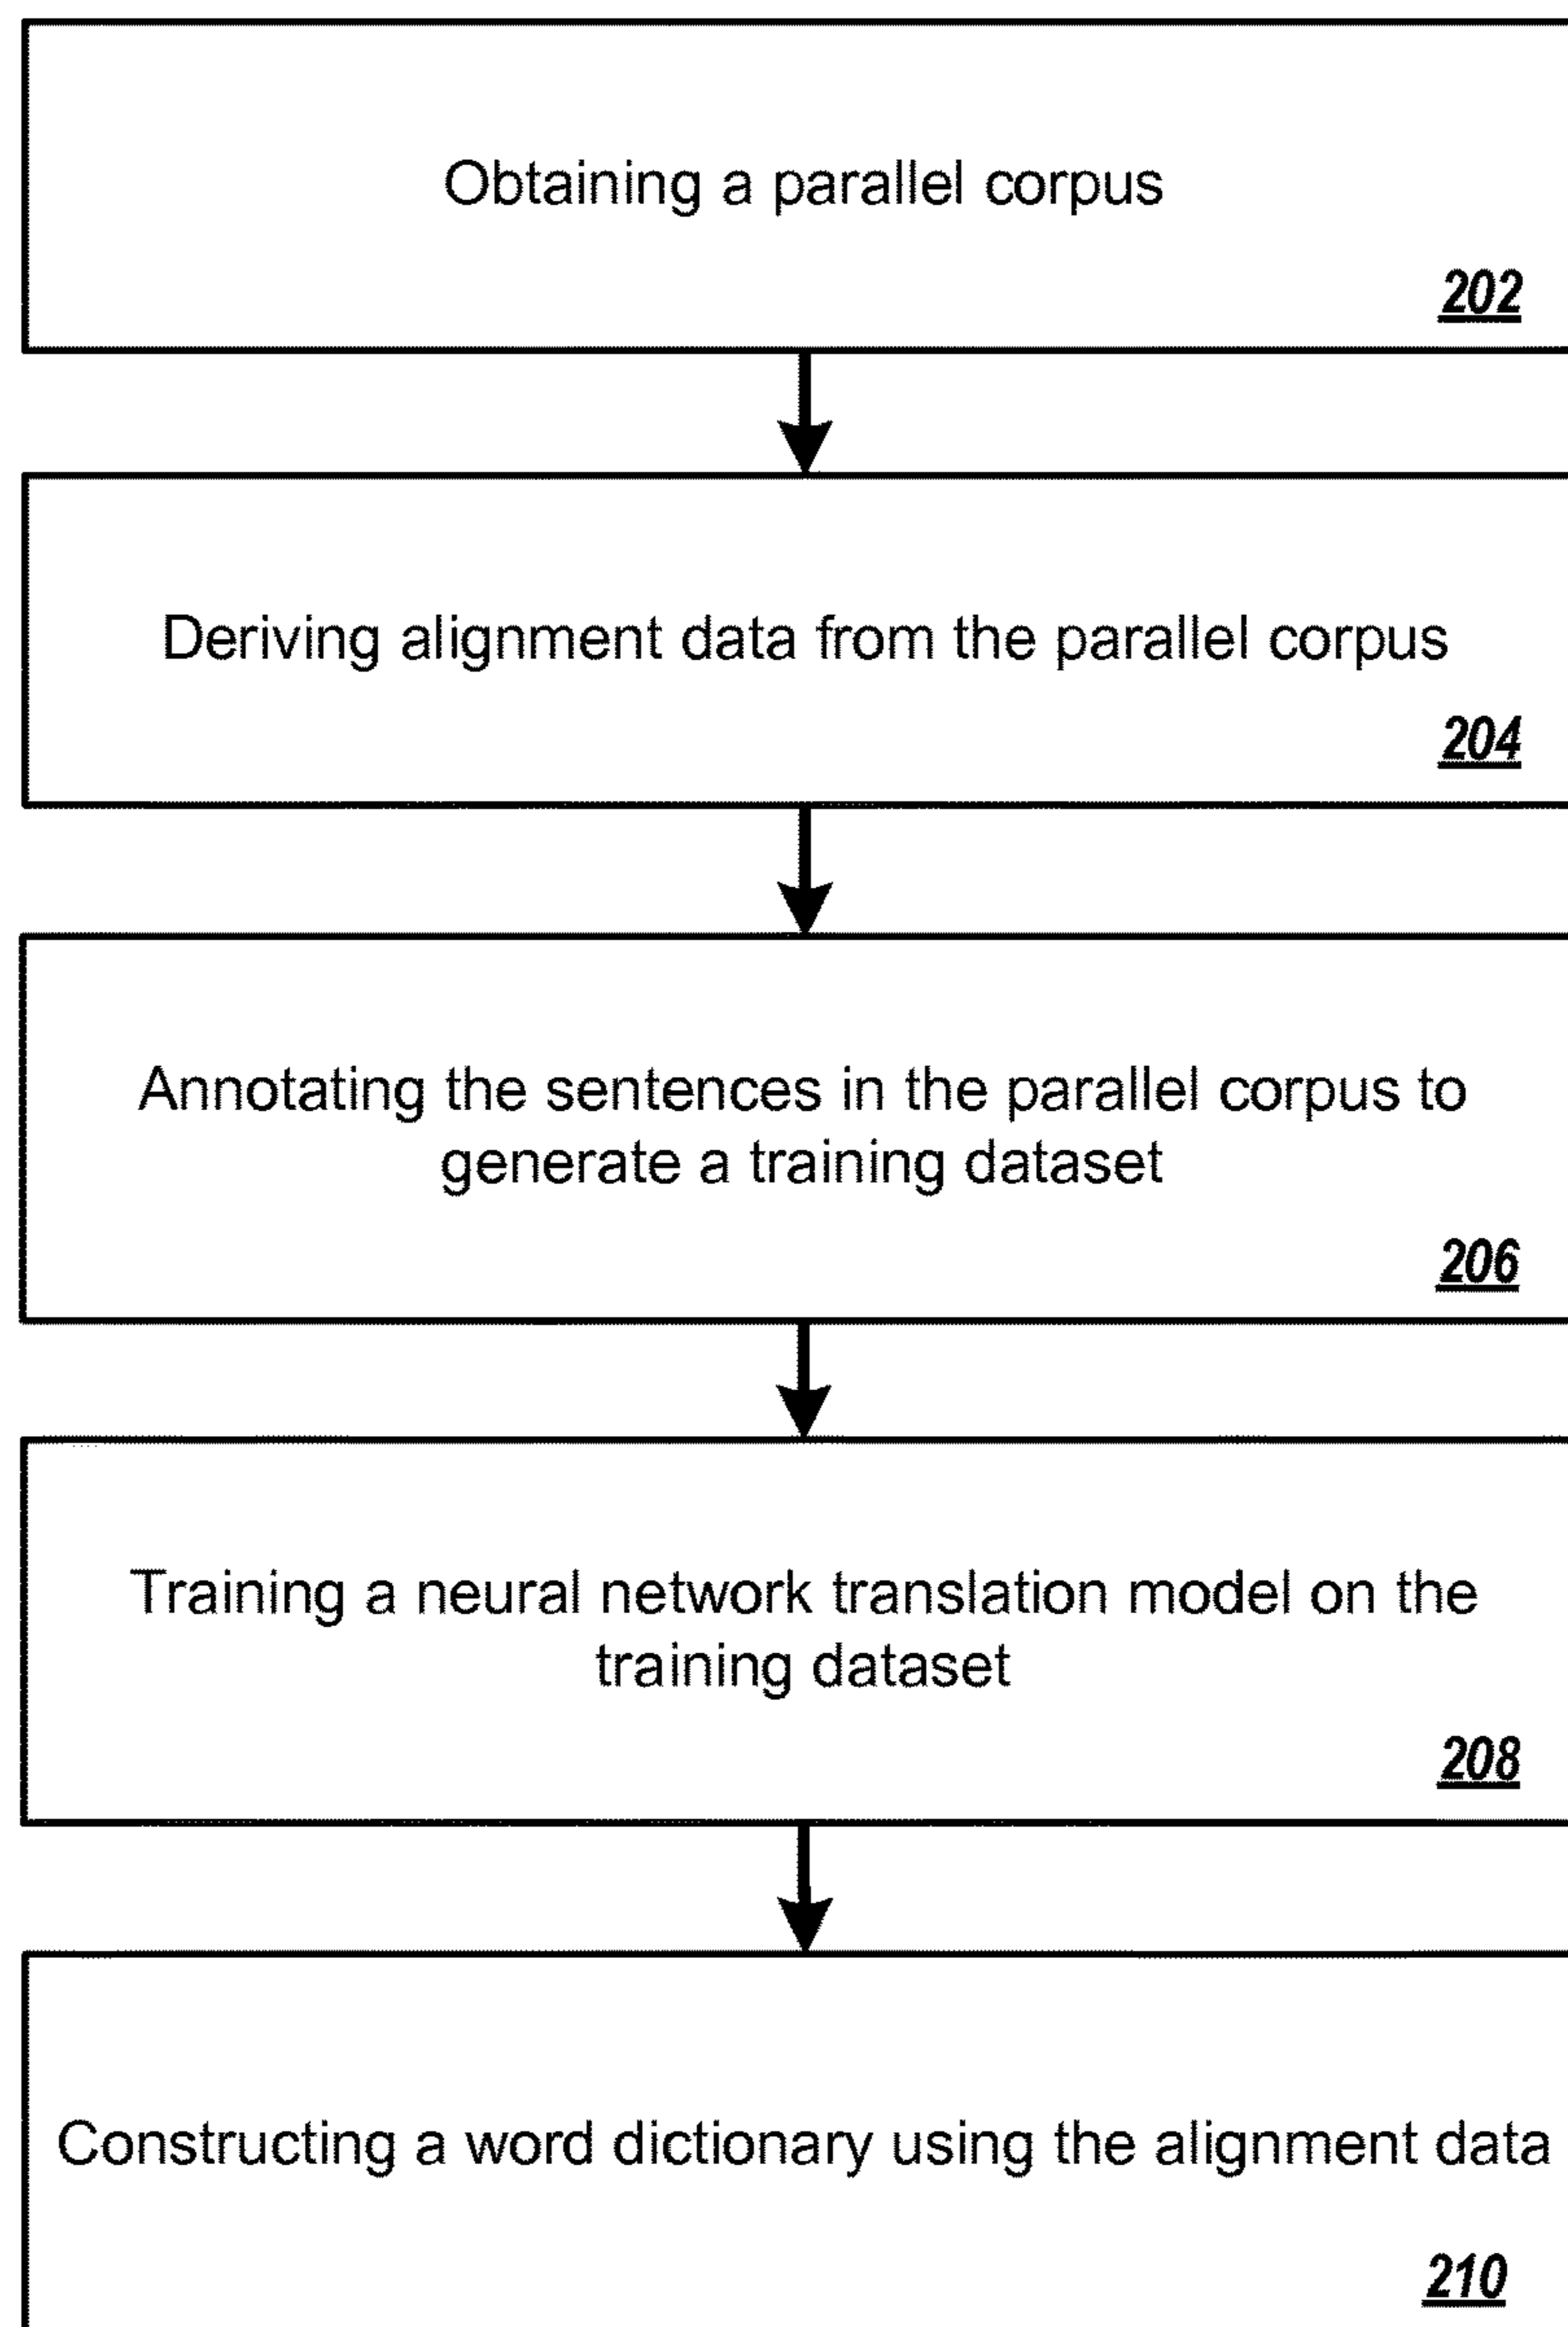 Obtaining a parallel corpus
202
Deriving alignment data from the parallel corpus
204
Annotating the sentences in the parallel corpus to
generate a training dataset
206
Training a neural network translation model on the
training dataset
208
Constructing a word dictionary using the alignment data
210